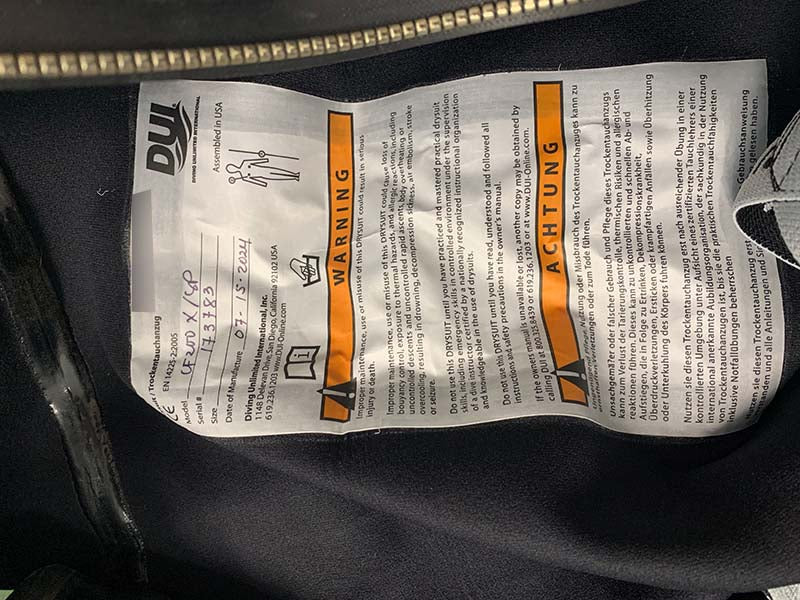 DUI
DIVING UNLIMITED INTERNATIONAL
Assembled in USA
/ Trockentauchanzug
CE EN 14225-2:2005
Model CF200 X/
Serial # 173783
Size
Date of Manufacture 07-15-2024
Diving Unlimited International, Inc.
1148 Delevan Drive, San Diego, California 92102 USA
619.236.1203 www.DUI-Online.com
WARNING
Improper maintenance, use or misuse of this DRYSUIT could result in serious
injury or death.
Improper maintenance, use or misuse of this DRYSUIT could cause loss of
bouyancy control, exposure to thermal hazards, and allergic reactions, including
uncontrolled descents and uncontrolled rapid ascents, body overheating or
overcooling, resulting in drowning, decompression sickness, air embolism, stroke
or seizure.
Do not use this DRYSUIT until you have practiced and mastered practical drysuit
skills, including emergency skills in a controlled environment under the supervision
of a dive instructor certified by a nationally recognized instructional organization
and knowledgeable in the use of drysuits.
Do not use this DRYSUIT until you have read, understood and followed all
instructions and safety precautions in the owner's manual.
If the owners manual is unavailable or lost, another copy may be obtained by
calling DUI at 800.325.8439 or 619.236.1203 or at www.DUI-Online.com.
ACHTUNG
Nutzung oder Missbrauch des Trockentauchanzuges kann zu
oder zum Tode führen.
Unsachgemäßer oder falscher Gebrauch und Pflege dieses Trockentauchanzugs
kann zum Verlust der Tarierungskontrolle, thermischen Risiken und allergischen
reaktionen führen. Dieses kann zu unkontrollierten und schnellen Ab- und
Aufstiegen, die in Folge zu Ertrinken, Dekompressionskrankheit,
Überdruckverletzungen, Ersticken oder krampfartigen Anfällen sowie Überhitzung
oder Unterkühlung des Körpers führen können.
Nutzen sie diesen Trockentauchanzug erst nach ausreichender Übung in einer
kontrollierten Umgebung unter Aufsicht eines zertifizierten Tauchlehrers einer
international anerkannte Aubildungsorganisation, der sachkundig in der Nutzung
von Trockentauchanzugen ist, bis sie die praktischen Trockentauchfähigkeiten
inklusive Notfallübungen beherrschen
Nutzen sie diesen Trockentauchanzug erst Gebrauchsanweisung
und alle Anleitungen und gelesen haben.